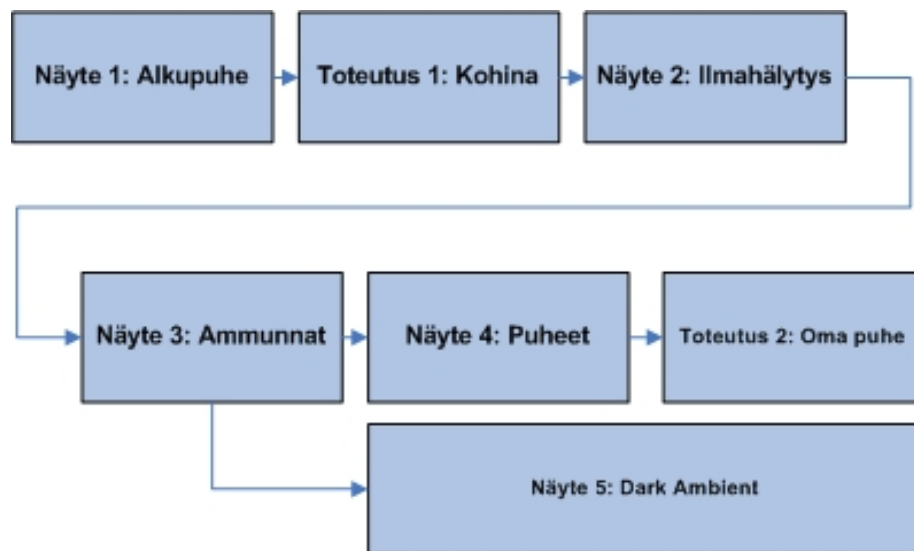 Näyte 1: Alkupuhe
Toteutus 1: Kohina
Näyte 2: Ilmahälytys
Näyte 3: Ammunnat
Näyte 4: Puheet
Toteutus 2: Oma puhe
Näyte 5: Dark Ambient